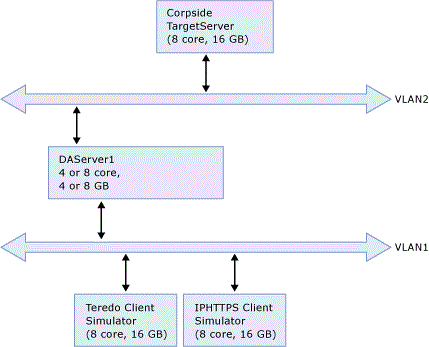 Corpside
TargetServer
(8 core, 16 GB)
VLAN2
DAServer1
4 or 8 core,
4 or 8 GB
VLAN1
Teredo Client
Simulator
(8 core, 16 GB)
IPHTTPS Client
Simulator
(8 core, 16 GB)